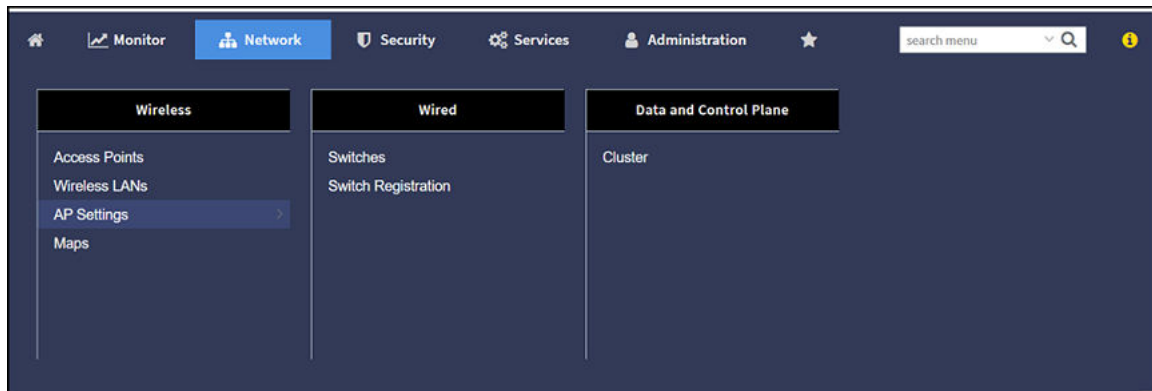 Monitor Network Security Services Administration search menu
Wireless
Access Points
Wireless LANs
AP Settings
Maps
Wired
Switches
Switch Registration
Data and Control Plane
Cluster